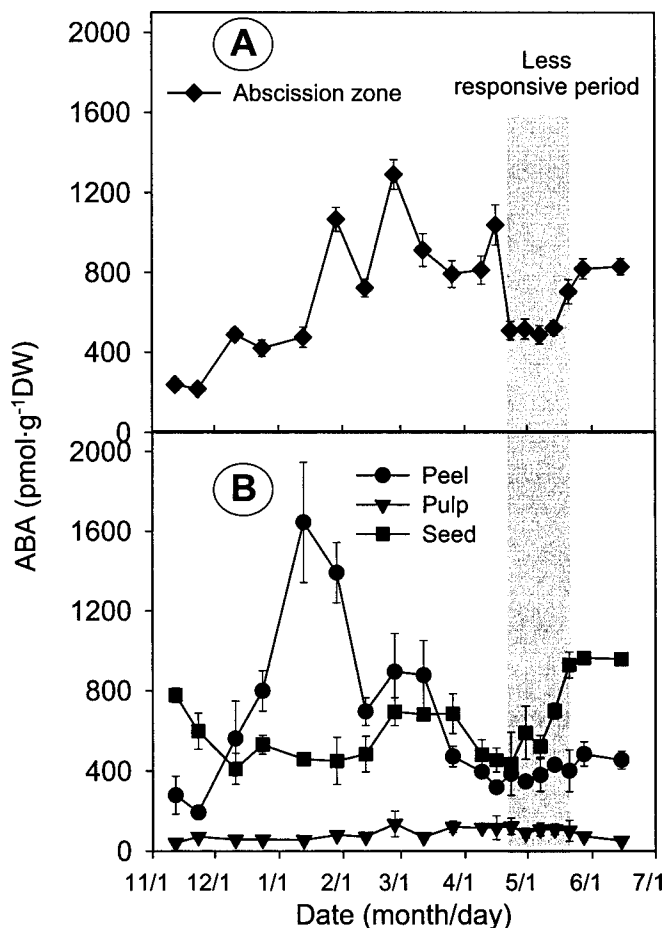 2000
A
Less
responsive period
Abscission zone
1600
1200
800
400
0
ABA (pmol·g⁻¹DW)
2000
B
Peel
Pulp
Seed
1600
1200
800
400
0
11/1 12/1 1/1 2/1 3/1 4/1 5/1 6/1 7/1
Date (month/day)